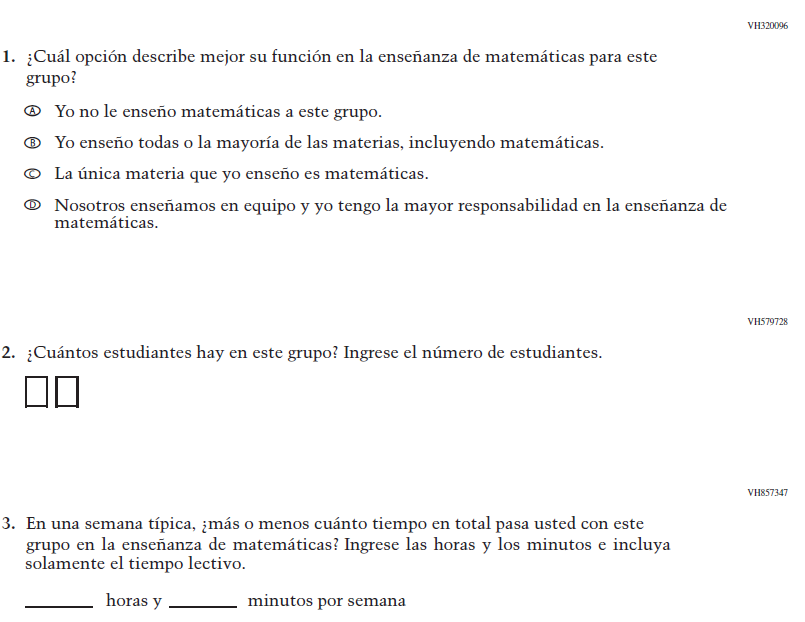 VH320096
1. ¿Cuál opción describe mejor su función en la enseñanza de matemáticas para este
grupo?
A Yo no le enseño matemáticas a este grupo.
B Yo enseño todas o la mayoría de las materias, incluyendo matemáticas.
C La única materia que yo enseño es matemáticas.
D Nosotros enseñamos en equipo y yo tengo la mayor responsabilidad en la enseñanza de
matemáticas.
VH579728
2. ¿Cuántos estudiantes hay en este grupo? Ingrese el número de estudiantes.
VH857347
3. En una semana típica, ¿más o menos cuánto tiempo en total pasa usted con este
grupo en la enseñanza de matemáticas? Ingrese las horas y los minutos e incluya
solamente el tiempo lectivo.
horas y minutos por semana